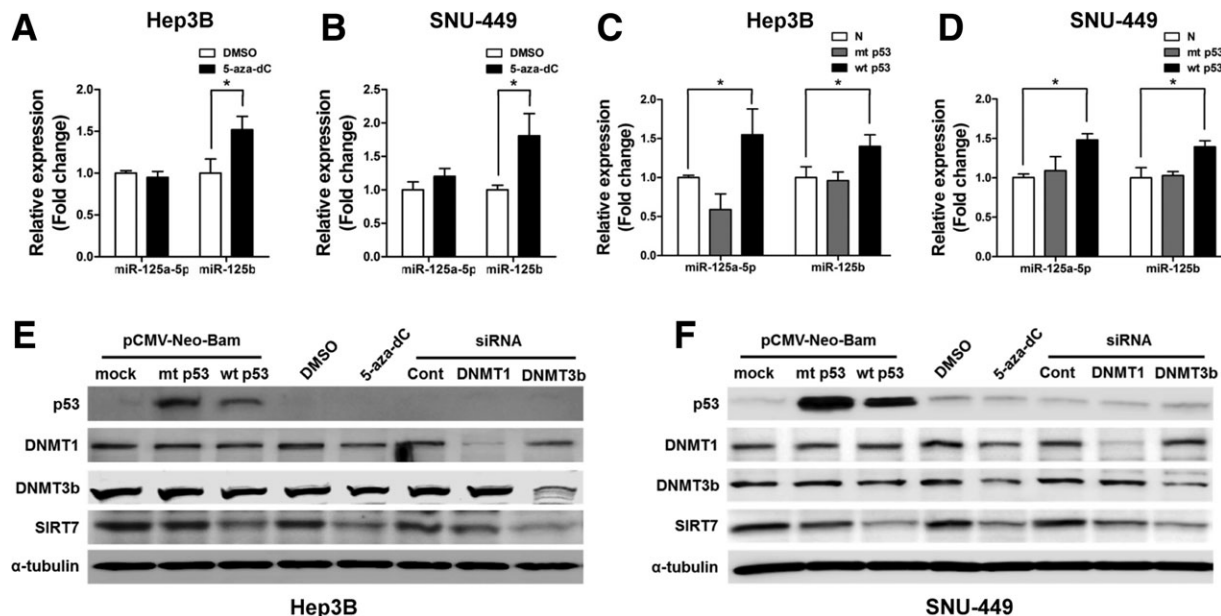 A
Hep3B
DMSO
5-aza-dC
*
Relative expression
(Fold change)
2.0
1.5
1.0
0.5
0.0
miR-125a-5p
miR-125b
B
SNU-449
DMSO
5-aza-dC
*
Relative expression
(Fold change)
2.5
2.0
1.5
1.0
0.5
0.0
miR-125a-5p
miR-125b
C
Hep3B
N
mt p53
wt p53
*
*
Relative expression
(Fold change)
2.0
1.5
1.0
0.5
0.0
miR-125a-5p
miR-125b
D
SNU-449
N
mt p53
wt p53
*
*
Relative expression
(Fold change)
2.0
1.5
1.0
0.5
0.0
miR-125a-5p
miR-125b
E
pCMV-Neo-Bam
DMSO
5-aza-dC
siRNA
mock mt p53 wt p53 Cont DNMT1 DNMT3b
p53
DNMT1
DNMT3b
SIRT7
α-tubulin
Hep3B
F
pCMV-Neo-Bam
DMSO
5-aza-dC
siRNA
mock mt p53 wt p53 Cont DNMT1 DNMT3b
p53
DNMT1
DNMT3b
SIRT7
α-tubulin
SNU-449